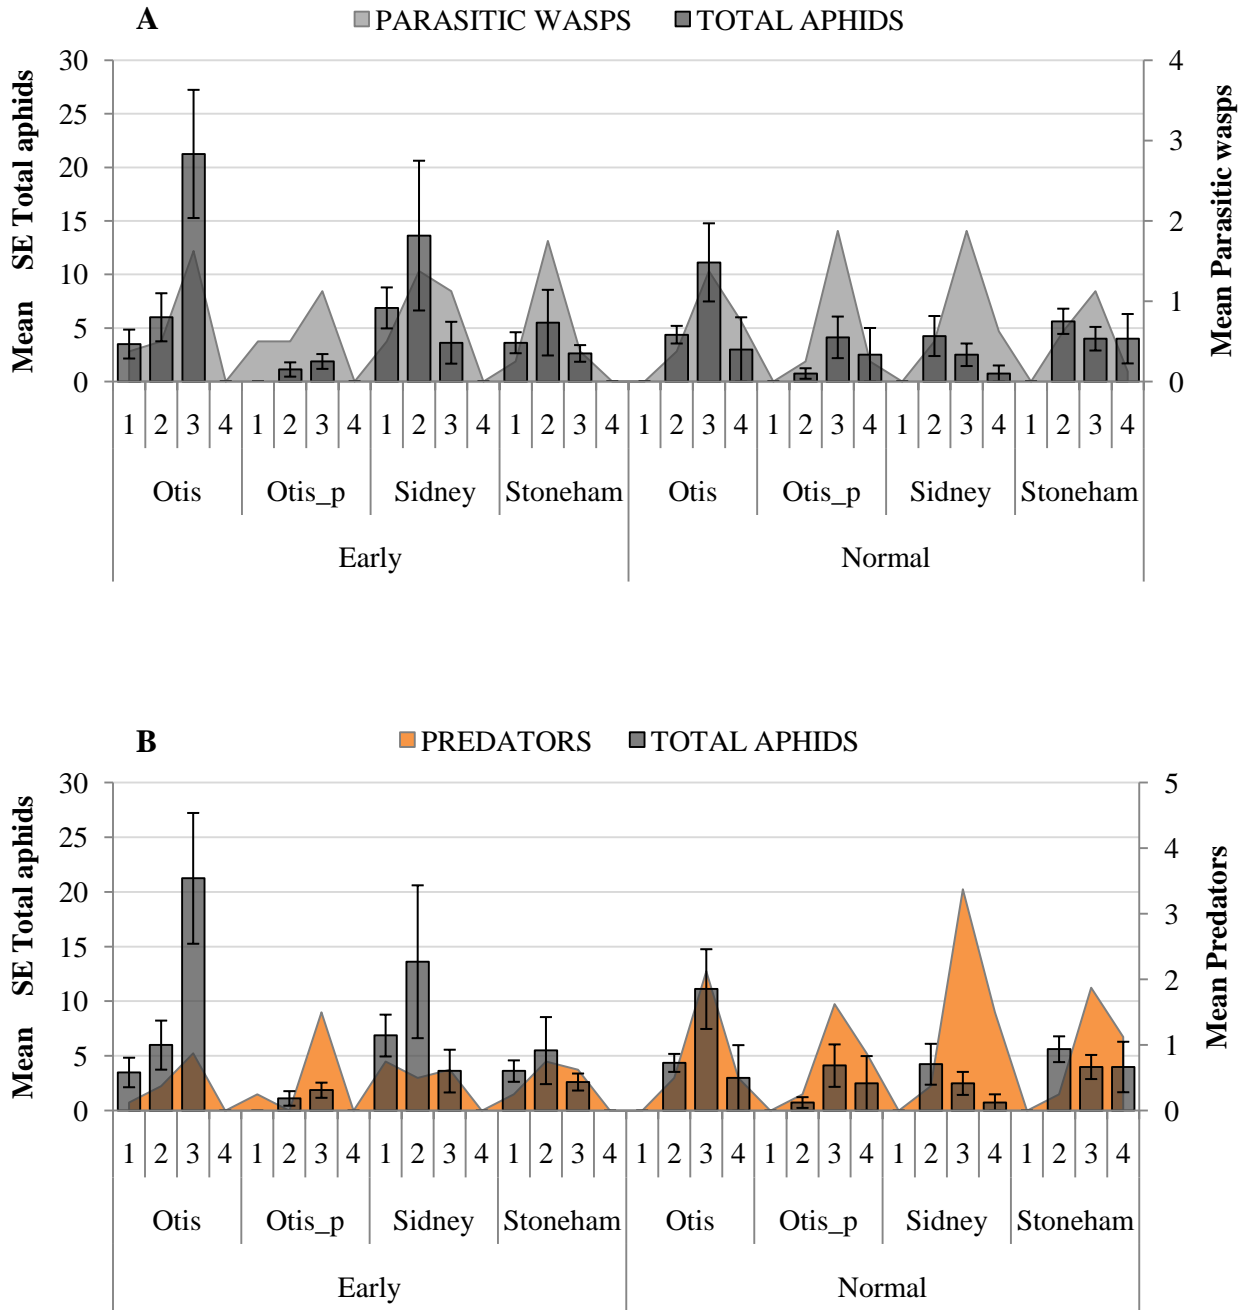 A
PARASITIC WASPS TOTAL APHIDS
30
25
20
15
10
5
0
Mean SE Total aphids
4
3
2
1
0
Mean Parasitic wasps
1 2 3 4 1 2 3 4 1 2 3 4 1 2 3 4 1 2 3 4 1 2 3 4 1 2 3 4 1 2 3 4
Otis Otis_p Sidney Stoneham Otis Otis_p Sidney Stoneham
Early Normal
B
PREDATORS TOTAL APHIDS
30
25
20
15
10
5
0
Mean SE Total aphids
5
4
3
2
1
0
Mean Predators
1 2 3 4 1 2 3 4 1 2 3 4 1 2 3 4 1 2 3 4 1 2 3 4 1 2 3 4 1 2 3 4
Otis Otis_p Sidney Stoneham Otis Otis_p Sidney Stoneham
Early Normal